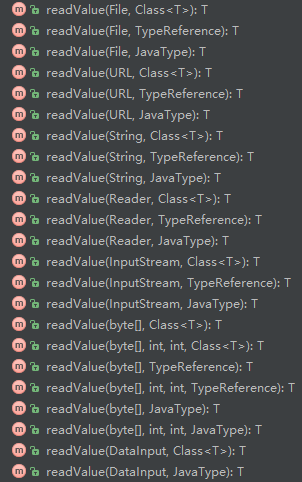 m readValue(File, Class<T>): T
m readValue(File, TypeReference): T
m readValue(File, JavaType): T
m readValue(URL, Class<T>): T
m readValue(URL, TypeReference): T
m readValue(URL, JavaType): T
m readValue(String, Class<T>): T
m readValue(String, TypeReference): T
m readValue(String, JavaType): T
m readValue(Reader, Class<T>): T
m readValue(Reader, TypeReference): T
m readValue(Reader, JavaType): T
m readValue(InputStream, Class<T>): T
m readValue(InputStream, TypeReference): T
m readValue(InputStream, JavaType): T
m readValue(byte[], Class<T>): T
m readValue(byte[], int, int, Class<T>): T
m readValue(byte[], TypeReference): T
m readValue(byte[], int, int, TypeReference): T
m readValue(byte[], JavaType): T
m readValue(byte[], int, int, JavaType): T
m readValue(DataInput, Class<T>): T
m readValue(DataInput, JavaType): T